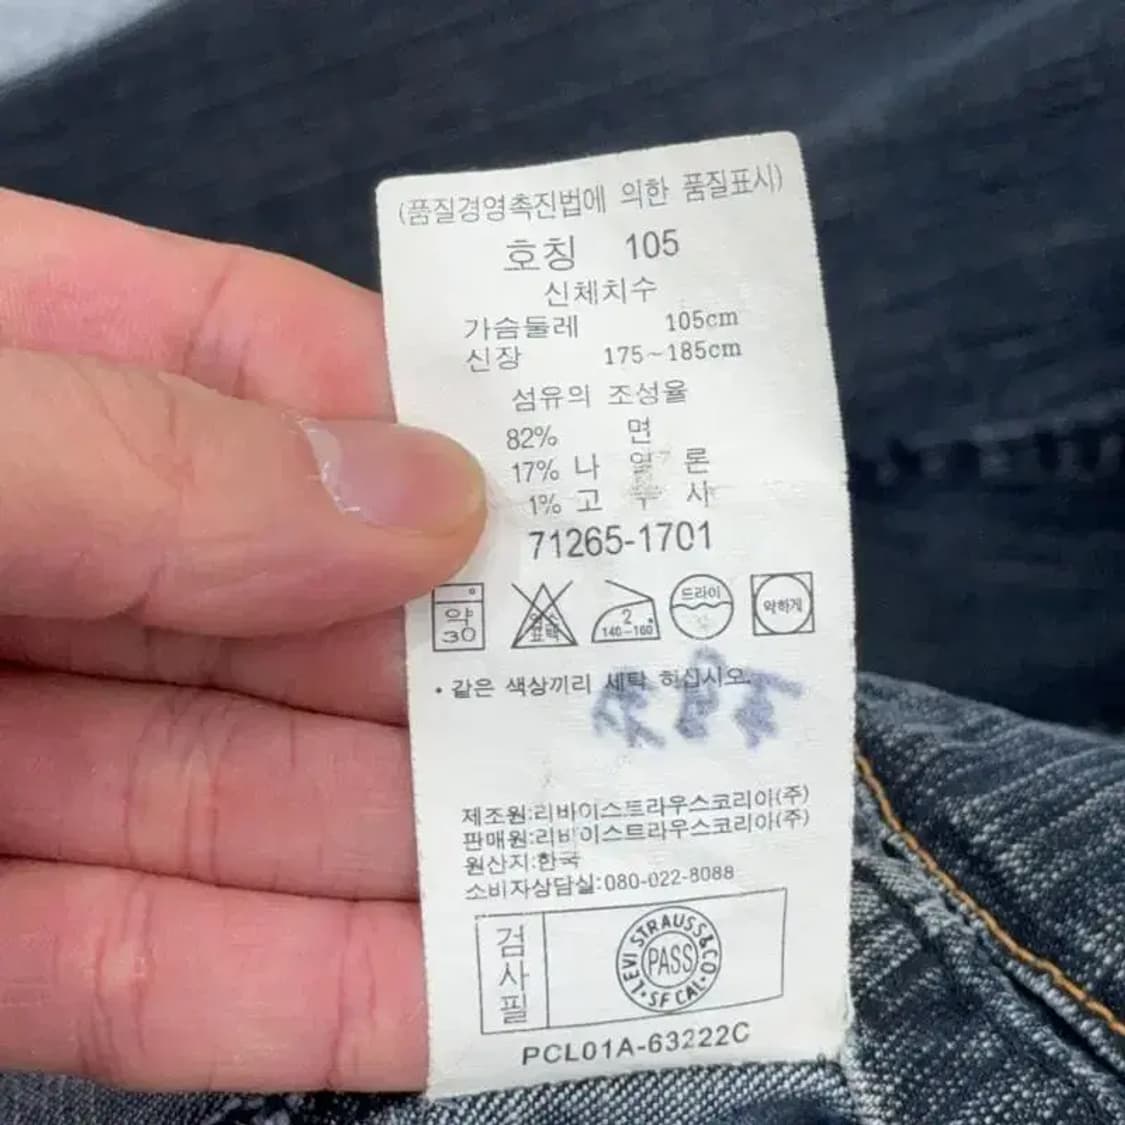 (품질경영촉진법에 의한 품질표시)
호칭 105
신체치수
가슴둘레 105cm
신장 175~185cm
섬유의 조성율
82% 면
17% 나 일 론
1% 고 무 사
71265-1701
약 30
염소 표백
2 140~160°
드라이
약하게
• 같은 색상끼리 세탁 하십시오.
제조원:리바이스트라우스코리아(주)
판매원:리바이스트라우스코리아(주)
원산지:한국
소비자상담실:080-022-8088
검사필
LEVI STRAUSS & CO. SF CAL.
PASS
PCL01A-63222C